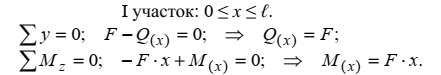 I участок: 0 ≤ x ≤ ℓ.
∑ y = 0; F – Q(x) = 0; ⇒ Q(x) = F;
∑ Mz = 0; –F · x + M(x) = 0; ⇒ M(x) = F · x.